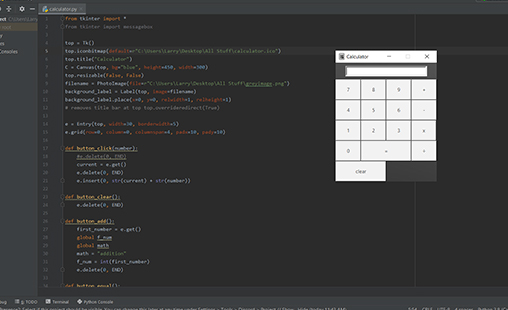 calculator.py
from tkinter import *
from tkinter import messagebox
top = Tk()
top.iconbitmap(default="C:\Users\Larry\Desktop\All Stuff\calculator.ico")
top.title("Calculator")
C = Canvas(top, bg="blue", height=450, width=300)
top.resizable(False, False)
filename = PhotoImage(file="C:\Users\Larry\Desktop\All Stuff\greyimage.png")
background_label = Label(top, image=filename)
background_label.place(x=0, y=0, relwidth=1, relheight=1)
# removes title bar at top top.overrideredirect(True)
e = Entry(top, width=30, borderwidth=5)
e.grid(row=0, column=0, columnspan=4, padx=10, pady=10)
def button_click(number):
#e.delete(0, END)
current = e.get()
e.delete(0, END)
e.insert(0, str(current) + str(number))
def button_clear():
e.delete(0, END)
def button_add():
first_number = e.get()
global f_num
global math
math = "addition"
f_num = int(first_number)
e.delete(0, END)
def button_equal():
Calculator
7 8 9 +
4 5 6 -
1 2 3
0 =
clear
Consoles
TODO
Terminal
Python Console